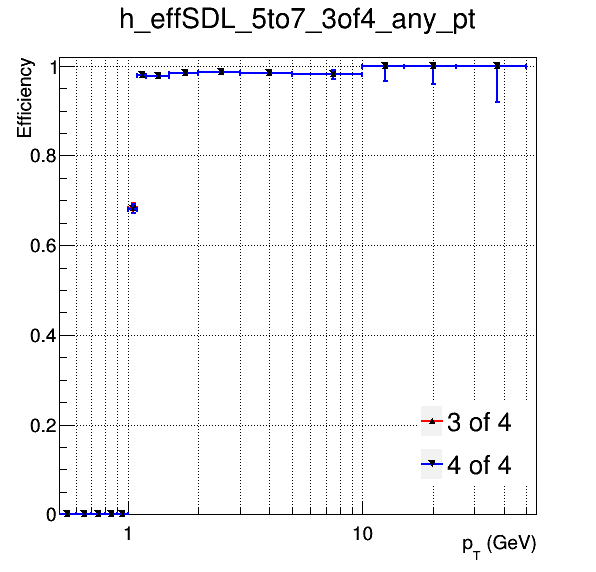 h_effSDL_5to7_3of4_any_pt
Efficiency
1
0.8
0.6
0.4
0.2
0
3 of 4
4 of 4
1
10
p_T (GeV)